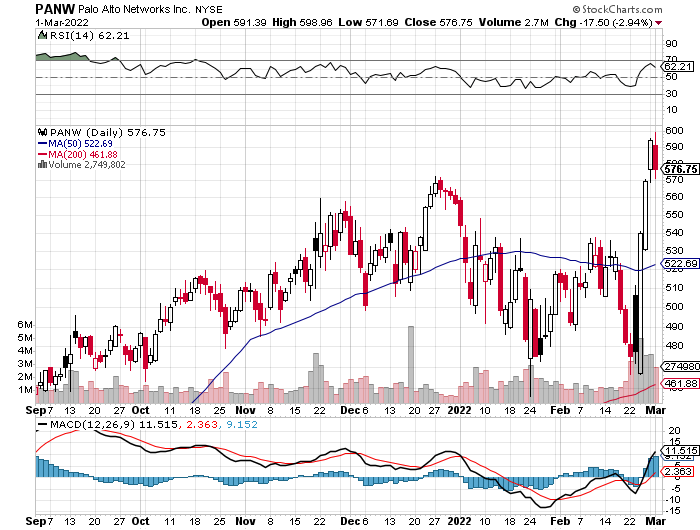 PANW Palo Alto Networks Inc. NYSE © StockCharts.com
1-Mar-2022 Open 591.39 High 598.96 Low 571.69 Close 576.75 Volume 2.7M Chg -17.50 (-2.94%)
RSI(14) 62.21
90
70
62.21
50
30
10
PANW (Daily) 576.75
MA(50) 522.69
MA(200) 461.88
Volume 2,749,802
600
590
580
576.75
570
560
550
540
530
522.69
510
500
490
480
274980
461.88
6M
5M
4M
3M
2M
1M
Sep 7 13 20 27 Oct 11 18 25 Nov 8 15 22 Dec 6 13 20 27 2022 10 18 24 Feb 7 14 22 Mar
MACD(12,26,9) 11.515, 2.363, 9.152
20
15
11.515
9.152
2.363
0
-5
-10
-15
Sep 7 13 20 27 Oct 11 18 25 Nov 8 15 22 Dec 6 13 20 27 2022 10 18 24 Feb 7 14 22 Mar